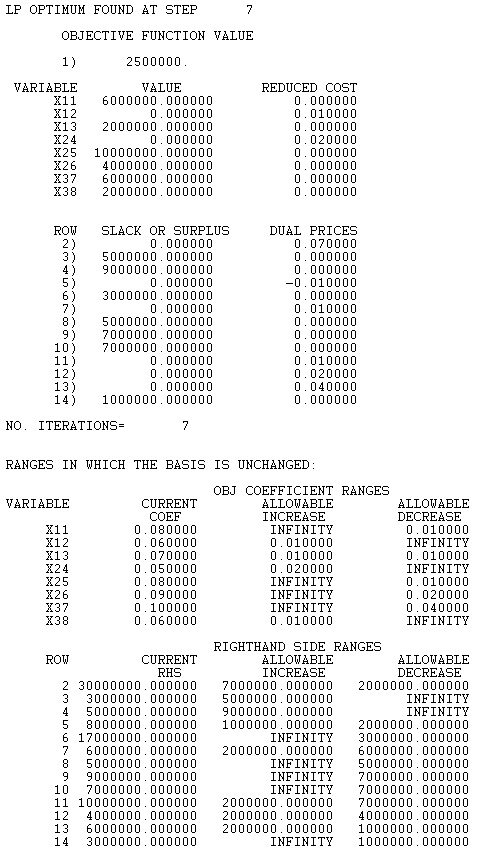 LP OPTIMUM FOUND AT STEP 7
OBJECTIVE FUNCTION VALUE
1) 2500000.
VARIABLE VALUE REDUCED COST
X11 6000000.000000 0.000000
X12 0.000000 0.010000
X13 2000000.000000 0.000000
X24 0.000000 0.020000
X25 10000000.000000 0.000000
X26 4000000.000000 0.000000
X37 6000000.000000 0.000000
X38 2000000.000000 0.000000
ROW SLACK OR SURPLUS DUAL PRICES
2) 0.000000 0.070000
3) 5000000.000000 0.000000
4) 9000000.000000 0.000000
5) 0.000000 -0.010000
6) 3000000.000000 0.000000
7) 0.000000 0.010000
8) 5000000.000000 0.000000
9) 7000000.000000 0.000000
10) 7000000.000000 0.000000
11) 0.000000 0.010000
12) 0.000000 0.020000
13) 0.000000 0.040000
14) 1000000.000000 0.000000
NO. ITERATIONS= 7
RANGES IN WHICH THE BASIS IS UNCHANGED:
OBJ COEFFICIENT RANGES
VARIABLE CURRENT ALLOWABLE ALLOWABLE
COEF INCREASE DECREASE
X11 0.080000 INFINITY 0.010000
X12 0.060000 0.010000 INFINITY
X13 0.070000 0.010000 0.010000
X24 0.050000 0.020000 INFINITY
X25 0.080000 INFINITY 0.010000
X26 0.090000 INFINITY 0.020000
X37 0.100000 INFINITY 0.040000
X38 0.060000 0.010000 INFINITY
RIGHTHAND SIDE RANGES
ROW CURRENT ALLOWABLE ALLOWABLE
RHS INCREASE DECREASE
2 30000000.000000 7000000.000000 2000000.000000
3 3000000.000000 5000000.000000 INFINITY
4 5000000.000000 9000000.000000 INFINITY
5 8000000.000000 1000000.000000 2000000.000000
6 17000000.000000 INFINITY 3000000.000000
7 6000000.000000 2000000.000000 6000000.000000
8 5000000.000000 INFINITY 5000000.000000
9 9000000.000000 INFINITY 7000000.000000
10 7000000.000000 INFINITY 7000000.000000
11 10000000.000000 2000000.000000 7000000.000000
12 4000000.000000 2000000.000000 4000000.000000
13 6000000.000000 2000000.000000 1000000.000000
14 3000000.000000 INFINITY 1000000.000000